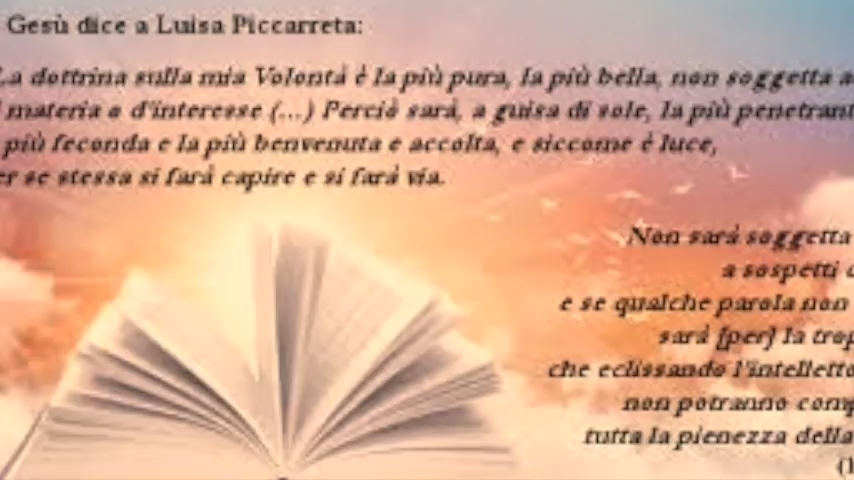 Gesù dice a Luisa Piccarreta:
La dottrina sulla mia Volontà è la più pura, la più bella, non soggetta a
materia o d'interesse (...) Perciò sarà, a guisa di sole, la più penetrant
più feconda e la più benvenuta e accolta, e siccome è luce,
er se stessa si farà capire e si farà via.
Non sarà soggetta
a sospetti d
e se qualche parola non
sarà [per] la trop
che eclissando l'intelletto
non potranno comp
tutta la pienezza della
(1